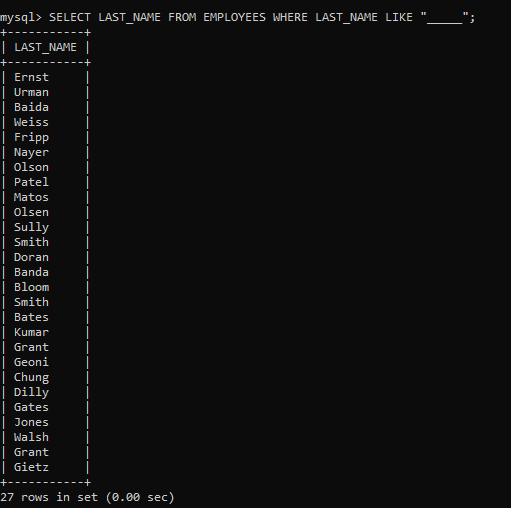 mysql> SELECT LAST_NAME FROM EMPLOYEES WHERE LAST_NAME LIKE "_____";
+-----------+
| LAST_NAME |
+-----------+
| Ernst     |
| Urman     |
| Baida     |
| Weiss     |
| Fripp     |
| Nayer     |
| Olson     |
| Patel     |
| Matos     |
| Olsen     |
| Sully     |
| Smith     |
| Doran     |
| Banda     |
| Bloom     |
| Smith     |
| Bates     |
| Kumar     |
| Grant     |
| Geoni     |
| Chung     |
| Dilly     |
| Gates     |
| Jones     |
| Walsh     |
| Grant     |
| Gietz     |
+-----------+
27 rows in set (0.00 sec)